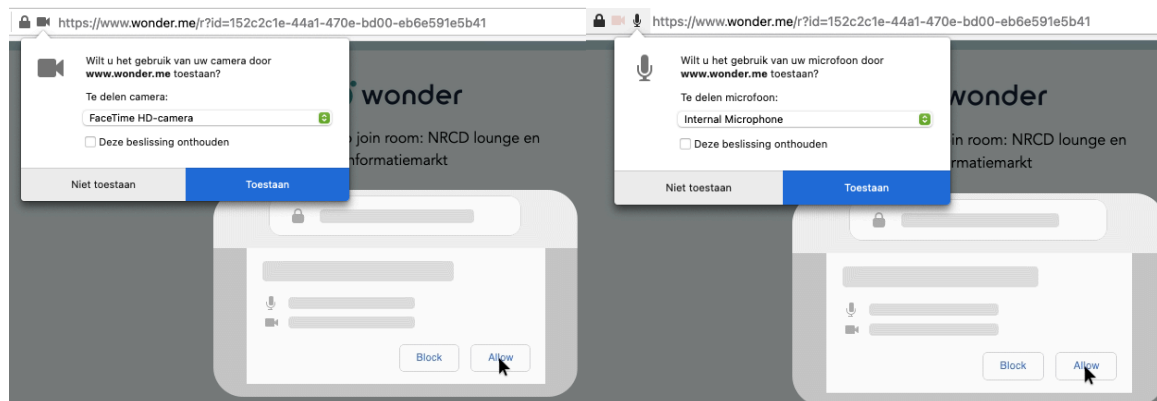 https://www.wonder.me/r?id=152c2c1e-44a1-470e-bd00-eb6e591e5b41
Wilt u het gebruik van uw camera door
www.wonder.me toestaan?
Te delen camera:
FaceTime HD-camera
Deze beslissing onthouden
Niet toestaan
Toestaan
wonder
join room: NRCD lounge en
nformatiemarkt
Block
Allow
https://www.wonder.me/r?id=152c2c1e-44a1-470e-bd00-eb6e591e5b41
Wilt u het gebruik van uw microfoon door
www.wonder.me toestaan?
Te delen microfoon:
Internal Microphone
Deze beslissing onthouden
Niet toestaan
Toestaan
wonder
in room: NRCD lounge en
rmatiemarkt
Block
Allow